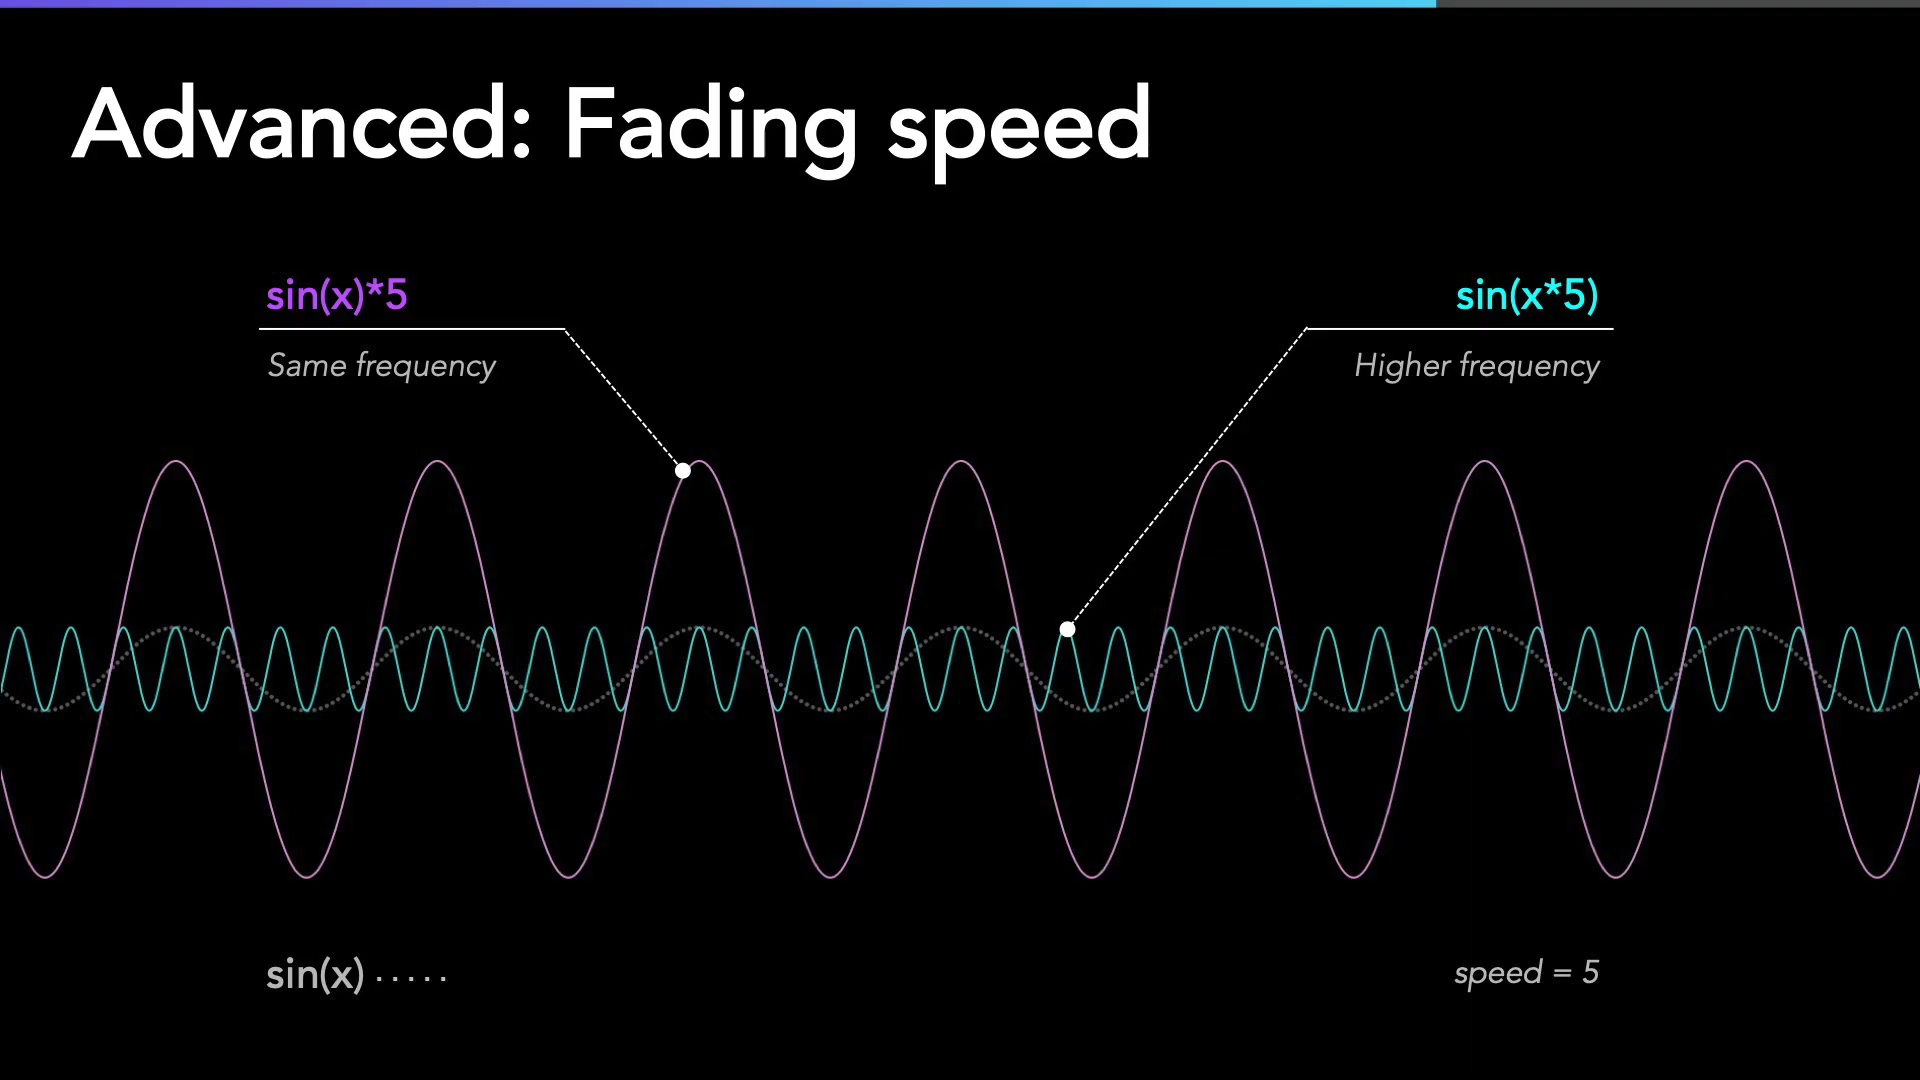 Advanced: Fading speed
sin(x)*5
Same frequency
sin(x*5)
Higher frequency
sin(x) .....
speed = 5